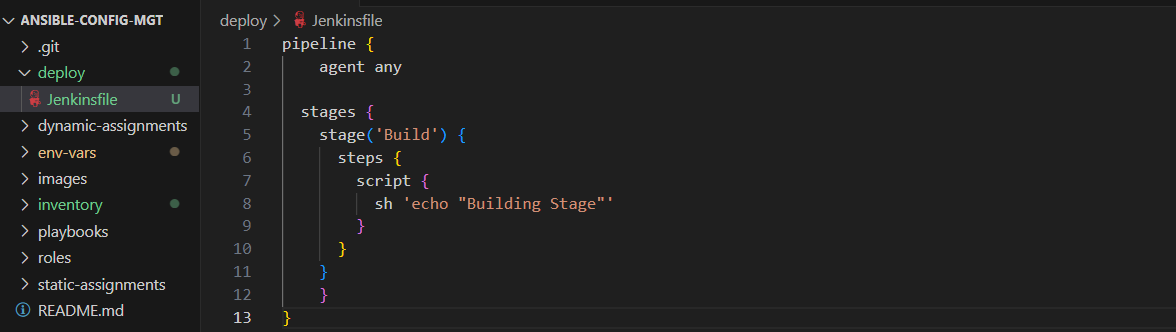 ANSIBLE-CONFIG-MGT
.git
deploy
Jenkinsfile U
dynamic-assignments
env-vars
images
inventory
playbooks
roles
static-assignments
README.md
deploy > Jenkinsfile
1 pipeline {
2     agent any
3
4   stages {
5     stage('Build') {
6       steps {
7         script {
8           sh 'echo "Building Stage"'
9         }
10       }
11     }
12     }
13 }